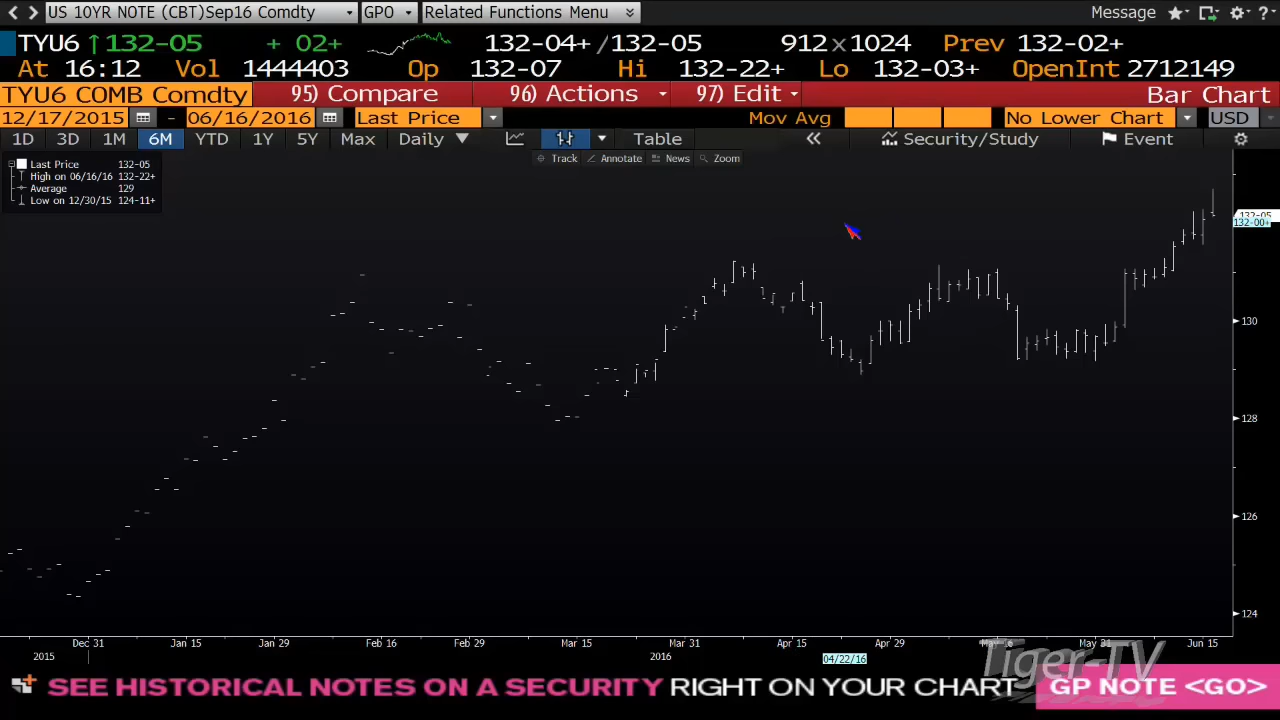 US 10YR NOTE (CBT)Sep16 Comdty GPO Related Functions Menu Message ?
TYU6 ↑132-05 + 02+ 132-04+/132-05 912x1024 Prev 132-02+
At 16:12 Vol 1444403 Op 132-07 Hi 132-22+ Lo 132-03+ OpenInt 2712149
TYU6 COMB Comdty 95) Compare 96) Actions 97) Edit Bar Chart
12/17/2015 - 06/16/2016 Last Price Mov Avg No Lower Chart USD
1D 3D 1M 6M YTD 1Y 5Y Max Daily Table Security/Study Event
Track Annotate News Zoom
Last Price 132-05
High on 06/16/16 132-22+
Average 129
Low on 12/30/15 124-11+
132-05
132-00+
130
128
126
124
Dec 31 Jan 15 Jan 29 Feb 16 Feb 29 Mar 15 Mar 31 Apr 15 Apr 29 May 16 May 31 Jun 15
2015 2016 04/22/16
Tiger-TV
SEE HISTORICAL NOTES ON A SECURITY RIGHT ON YOUR CHART GP NOTE <GO>